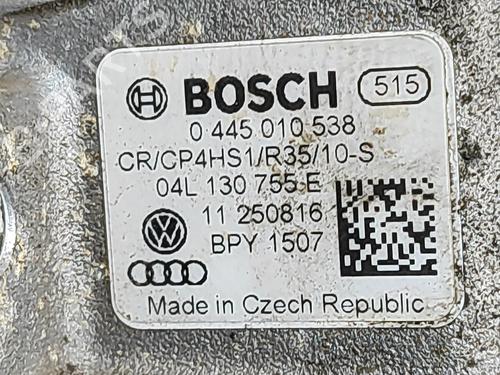 BOSCH 515
0 445 010 538
CR/CP4HS1/R35/10-S
04L 130 755 E
11 250816
BPY 1507
Made in Czech Republic